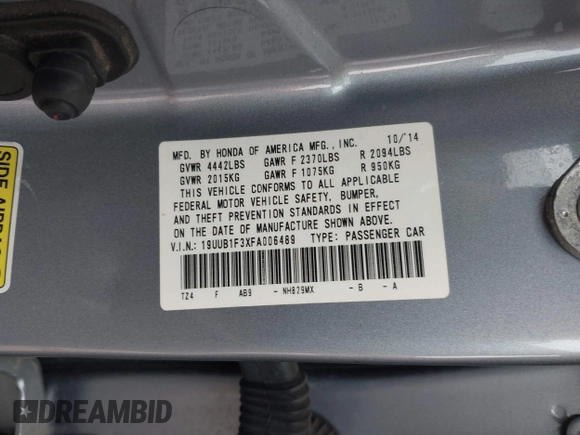 MFD. BY HONDA OF AMERICA MFG., INC. 10/'14
GVWR 4442LBS GAWR F 2370LBS R 2094LBS
GVWR 2015KG GAWR F 1075KG R 950KG
THIS VEHICLE CONFORMS TO ALL APPLICABLE
FEDERAL MOTOR VEHICLE SAFETY, BUMPER,
AND THEFT PREVENTION STANDARDS IN EFFECT
ON THE DATE OF MANUFACTURE SHOWN ABOVE.
V.I.N.: 19UUB1F3XFA006489 TYPE: PASSENGER CAR
TZ4 F AB9 -NH829MX -B -A
SIDE
DREAMBID